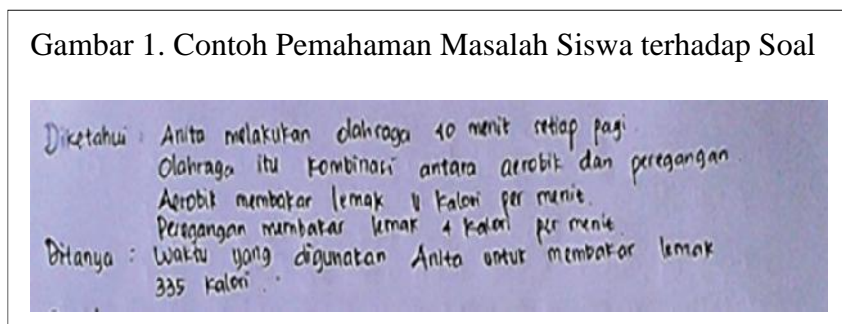 Gambar 1. Contoh Pemahaman Masalah Siswa terhadap Soal
Diketahui : Anita melakukan olahraga 40 menit setiap pagi.
Olahraga itu kombinasi antara aerobik dan peregangan.
Aerobik membakar lemak 11 kalori per menit.
Peregangan membakar lemak 4 kalori per menit.
Ditanya : Waktu yang digunakan Anita untuk membakar lemak
335 kalori.